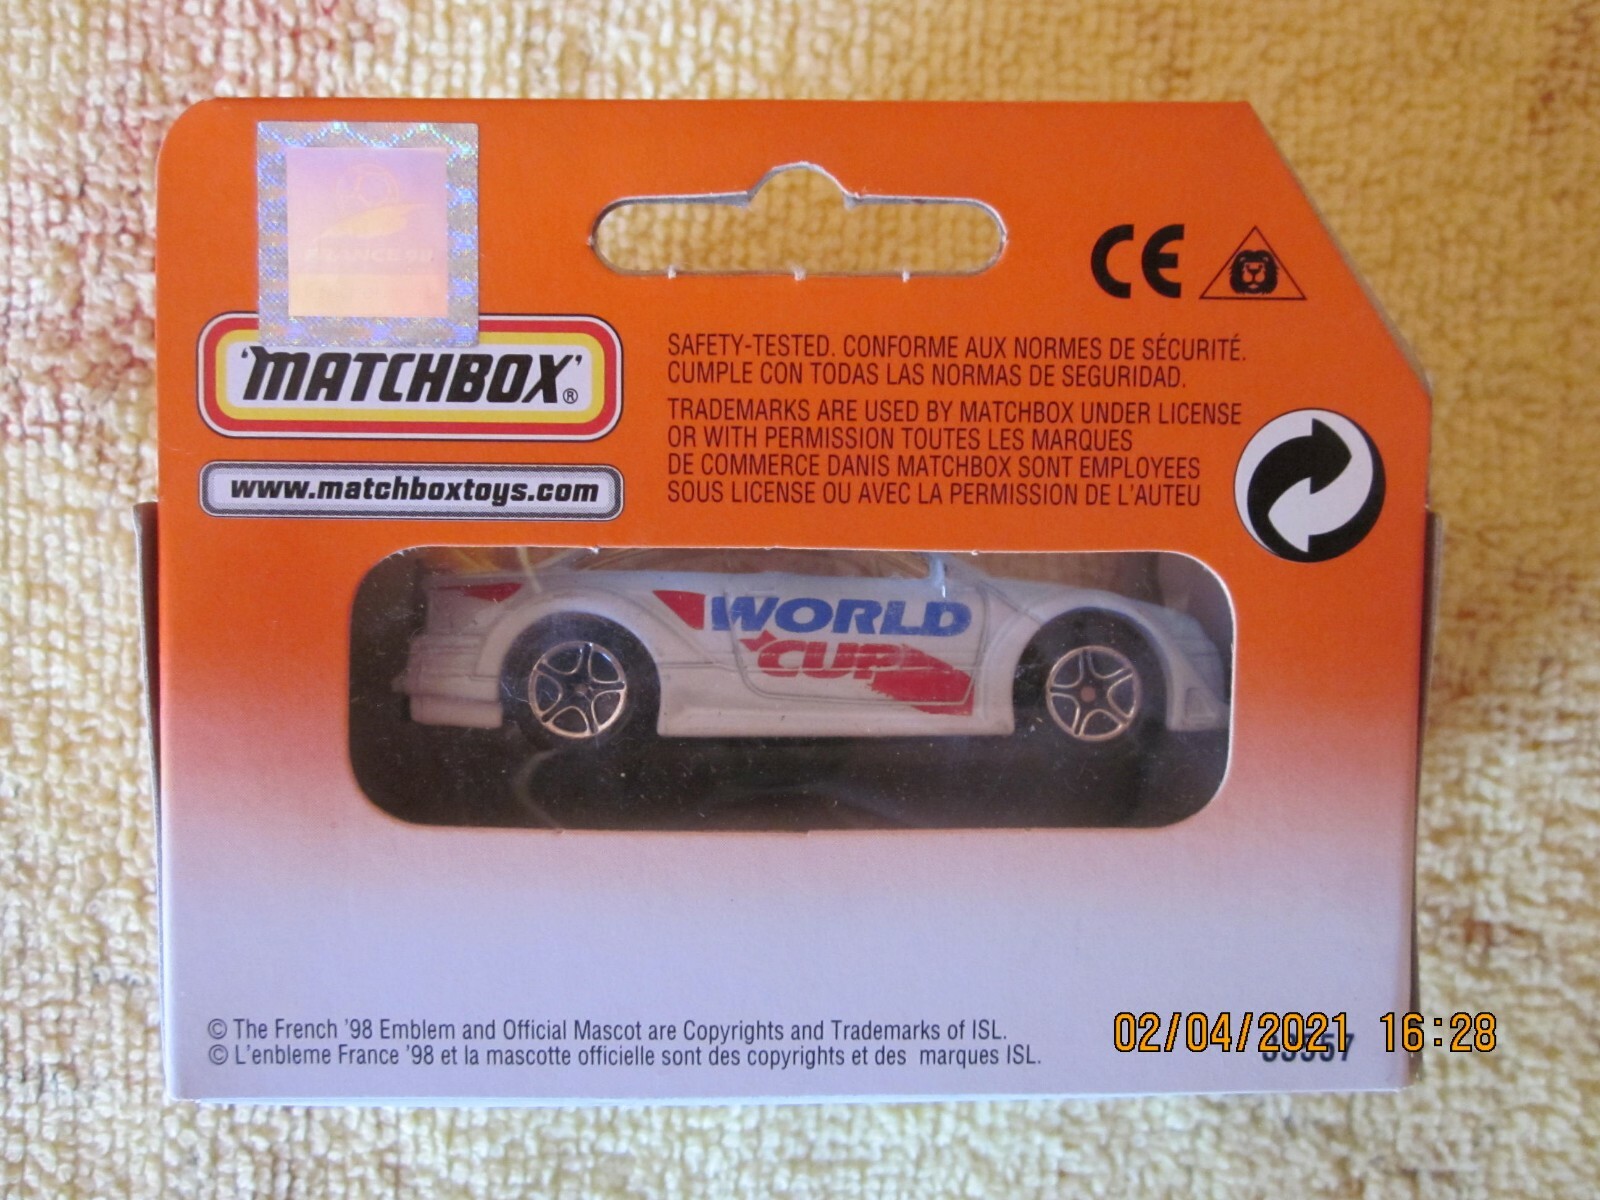 FRANCE 98
CE
'MATCHBOX'®
www.matchboxtoys.com
SAFETY-TESTED. CONFORME AUX NORMES DE SÉCURITÉ.
CUMPLE CON TODAS LAS NORMAS DE SEGURIDAD.
TRADEMARKS ARE USED BY MATCHBOX UNDER LICENSE
OR WITH PERMISSION TOUTES LES MARQUES
DE COMMERCE DANIS MATCHBOX SONT EMPLOYEES
SOUS LICENSE OU AVEC LA PERMISSION DE L'AUTEU
WORLD
CUP
© The French '98 Emblem and Official Mascot are Copyrights and Trademarks of ISL.
© L'enbleme France '98 et la mascotte officielle sont des copyrights et des marques ISL.
02/04/2021 16:28